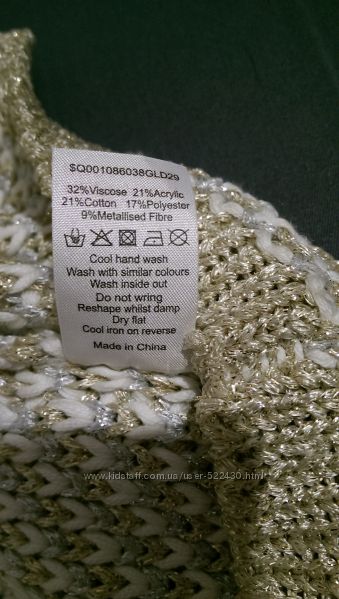 SQ001086038GLD29
32%Viscose 21%Acrylic
21%Cotton 17%Polyester
9%Metallised Fibre
Cool hand wash
Wash with similar colours
Wash inside out
Do not wring
Reshape whilst damp
Dry flat
Cool iron on reverse
Made in China
www.kidstaff.com.ua/user-522430.html